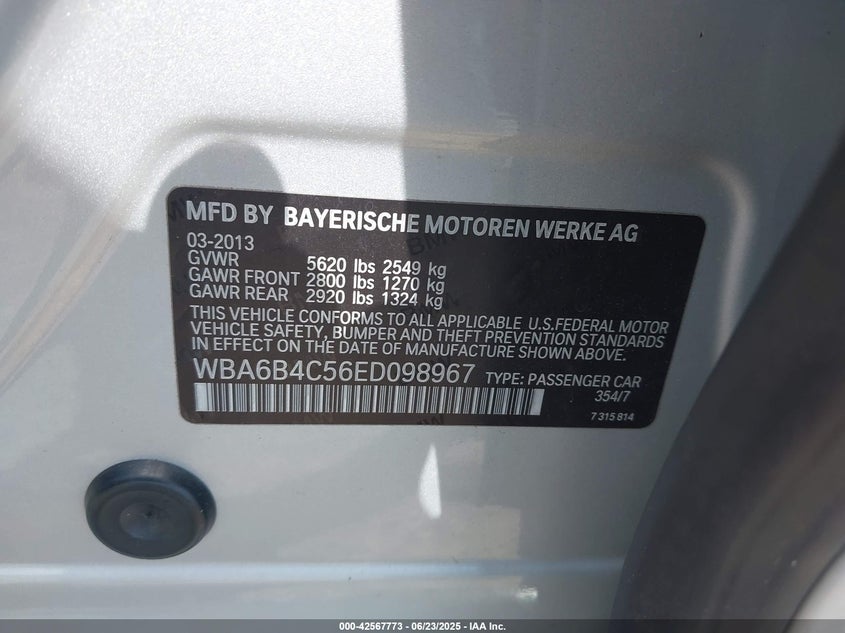 MFD BY BAYERISCHE MOTOREN WERKE AG
03-2013
GVWR 5620 lbs 2549 kg
GAWR FRONT 2800 lbs 1270 kg
GAWR REAR 2920 lbs 1324 kg
THIS VEHICLE CONFORMS TO ALL APPLICABLE U.S.FEDERAL MOTOR
VEHICLE SAFETY, BUMPER AND THEFT PREVENTION STANDARDS
IN EFFECT ON THE DATE OF MANUFACTURE SHOWN ABOVE.
WBA6B4C56ED098967 TYPE: PASSENGER CAR
354/7
7 315 814
000-42567773 - 06/23/2025 - IAA Inc.